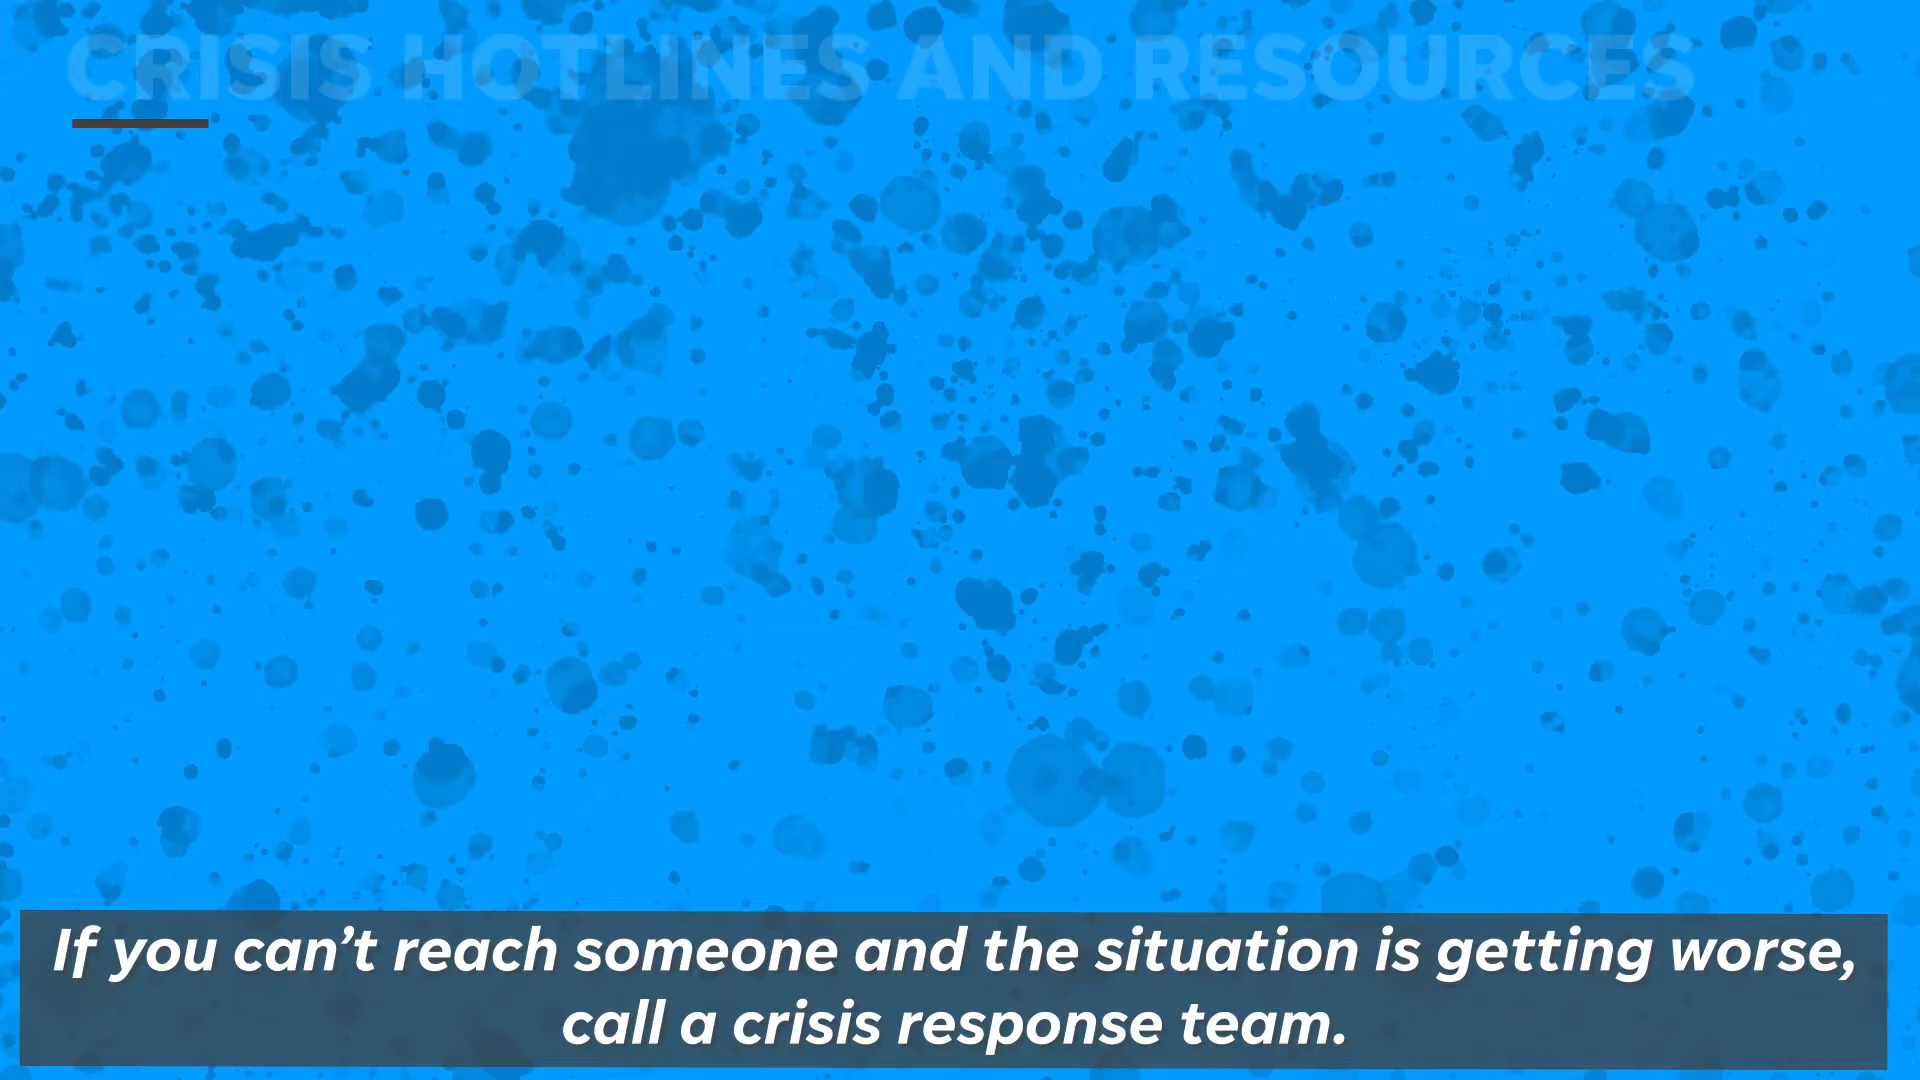 CRISIS HOTLINES AND RESOURCES
If you can’t reach someone and the situation is getting worse,
call a crisis response team.